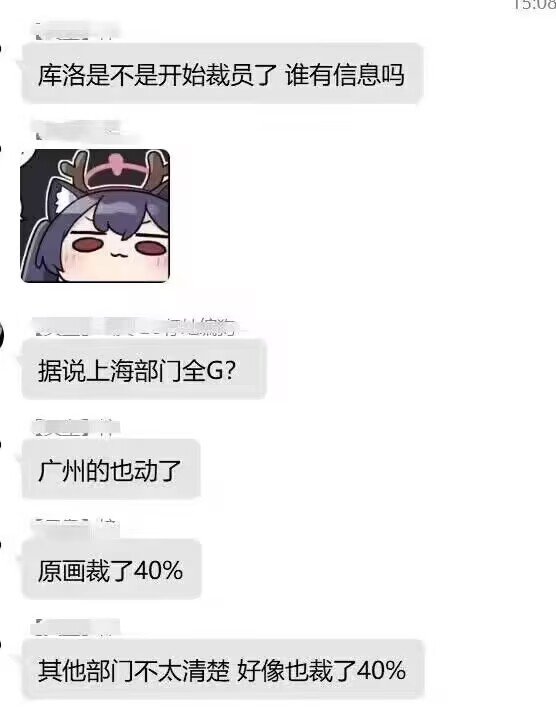 15:08
库洛是不是开始裁员了 谁有信息吗
据说上海部门全G?
广州的也动了
原画裁了40%
其他部门不太清楚 好像也裁了40%